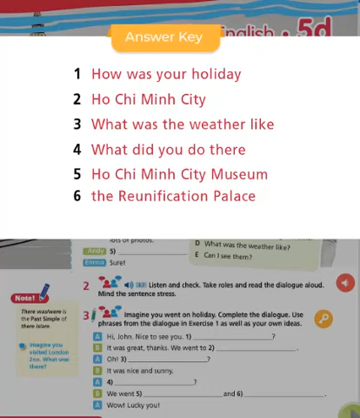 Answer Key
nglish • 5d
1 How was your holiday
2 Ho Chi Minh City
3 What was the weather like
4 What did you do there
5 Ho Chi Minh City Museum
6 the Reunification Palace
lots of photos.
D What was the weather like?
Andy 5)
E Can I see them?
Emma Sure!
2 Listen and check. Take roles and read the dialogue aloud.
Mind the sentence stress.
Note!
There was/were is
the Past Simple of
there is/are.
3 Imagine you went on holiday. Complete the dialogue. Use
phrases from the dialogue in Exercise 1 as well as your own ideas.
Imagine you
visited London
Zoo. What was
there?
A Hi, John. Nice to see you. 1)?
B It was great, thanks. We went to 2).
A Oh! 3)?
B It was nice and sunny.
A 4)?
B We went 5) and 6).
A Wow! Lucky you!